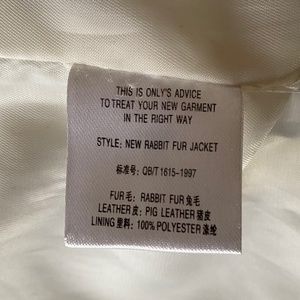 THIS IS ONLY'S ADVICE
TO TREAT YOUR NEW GARMENT
IN THE RIGHT WAY
STYLE: NEW RABBIT FUR JACKET
标准号: QB/T 1615-1997
FUR毛: RABBIT FUR兔毛
LEATHER皮: PIG LEATHER猪皮
LINING里料: 100% POLYESTER涤纶